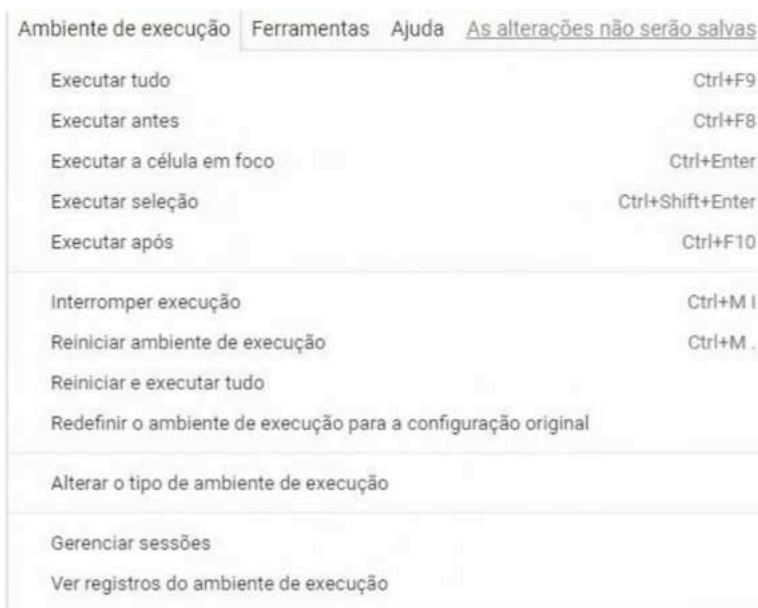 Ambiente de execução Ferramentas Ajuda As alterações não serão salvas
Executar tudo Ctrl+F9
Executar antes Ctrl+F8
Executar a célula em foco Ctrl+Enter
Executar seleção Ctrl+Shift+Enter
Executar após Ctrl+F10
Interromper execução Ctrl+M I
Reiniciar ambiente de execução Ctrl+M .
Reiniciar e executar tudo
Redefinir o ambiente de execução para a configuração original
Alterar o tipo de ambiente de execução
Gerenciar sessões
Ver registros do ambiente de execução